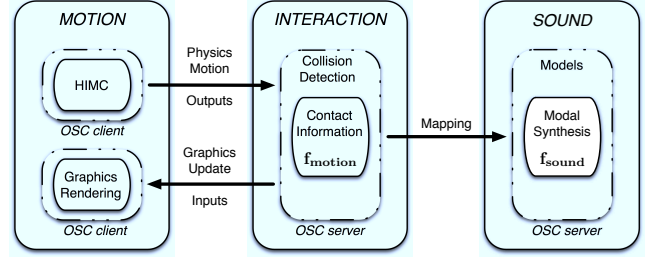 MOTION
HIMC
OSC client
Graphics
Rendering
OSC client
Physics
Motion
Outputs
Graphics
Update
Inputs
INTERACTION
Collision
Detection
Contact
Information
f_motion
OSC server
Mapping
SOUND
Models
Modal
Synthesis
f_sound
OSC server